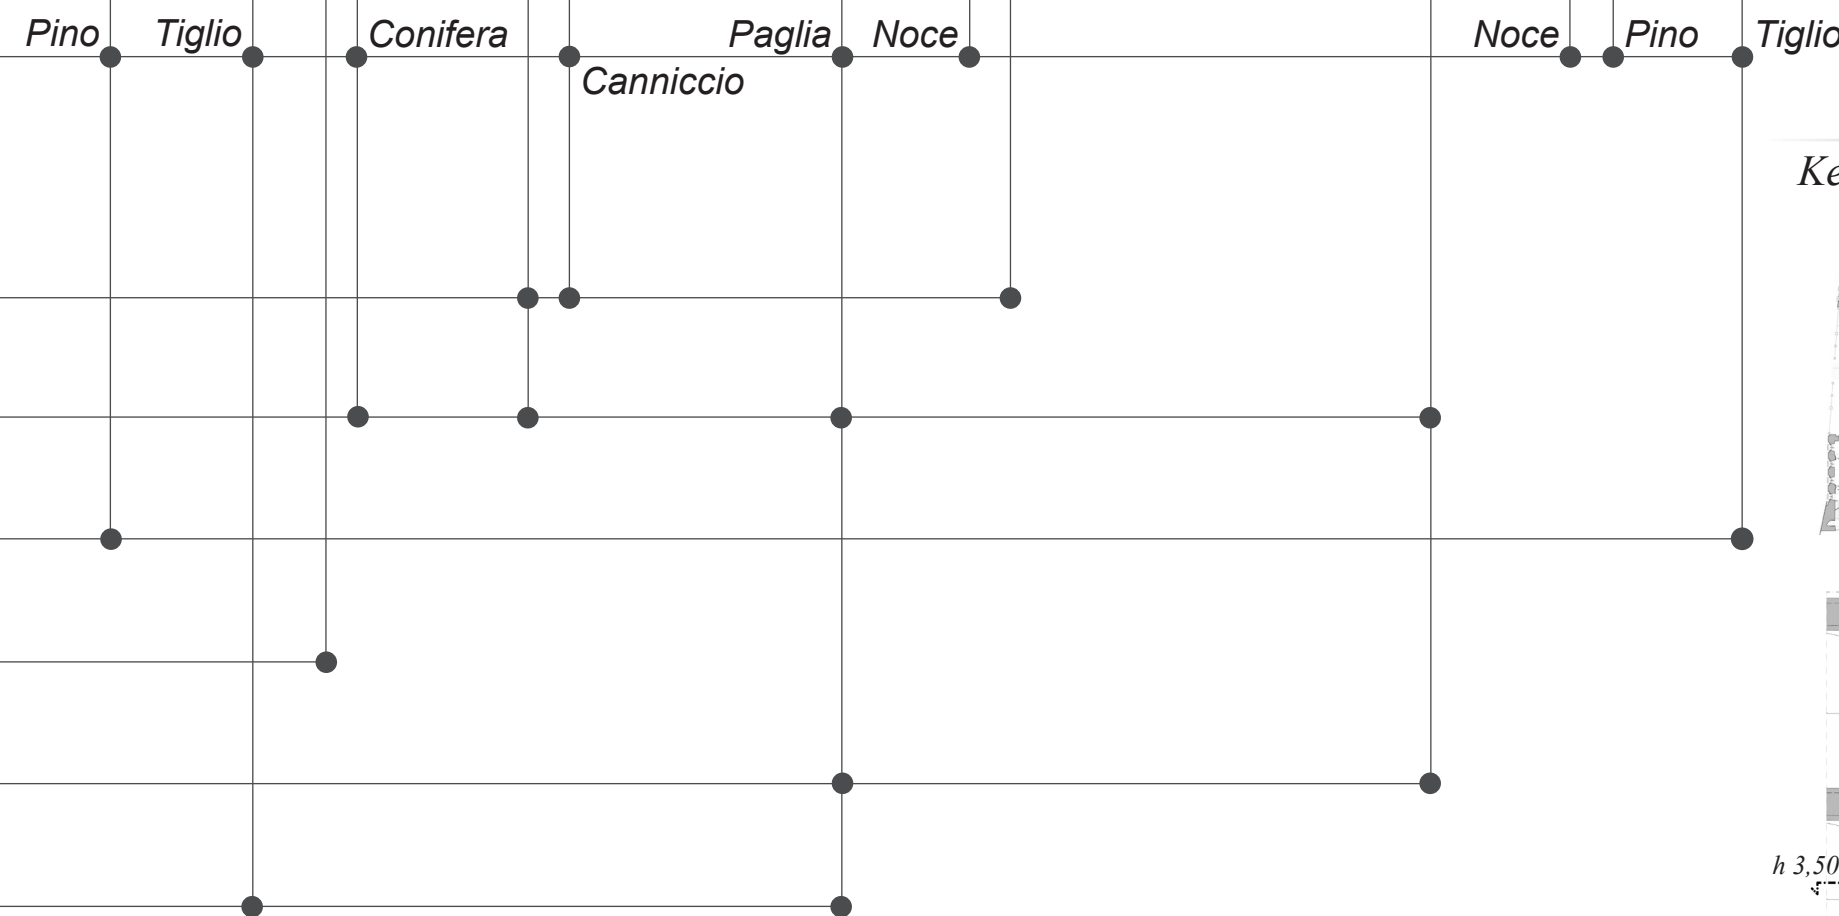 Pino Tiglio Conifera Paglia Noce Noce Pino Tiglio
Canniccio
h 3,50